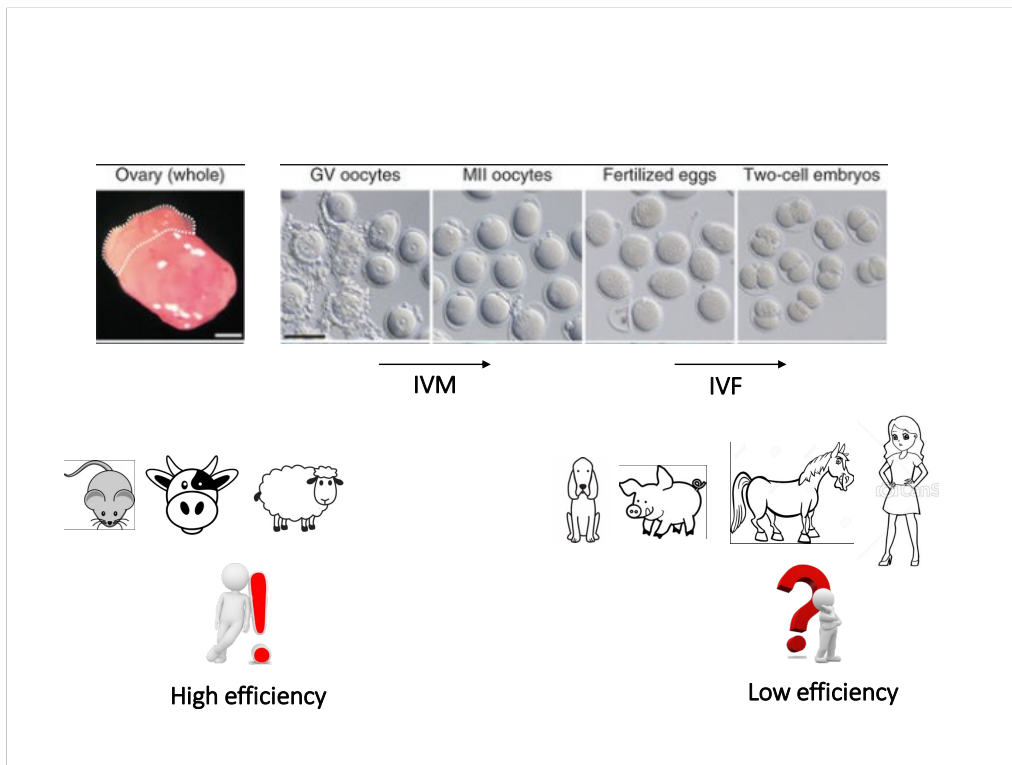 Ovary (whole)
GV oocytes
MII oocytes
Fertilized eggs
Two-cell embryos
IVM
IVF
High efficiency
Low efficiency